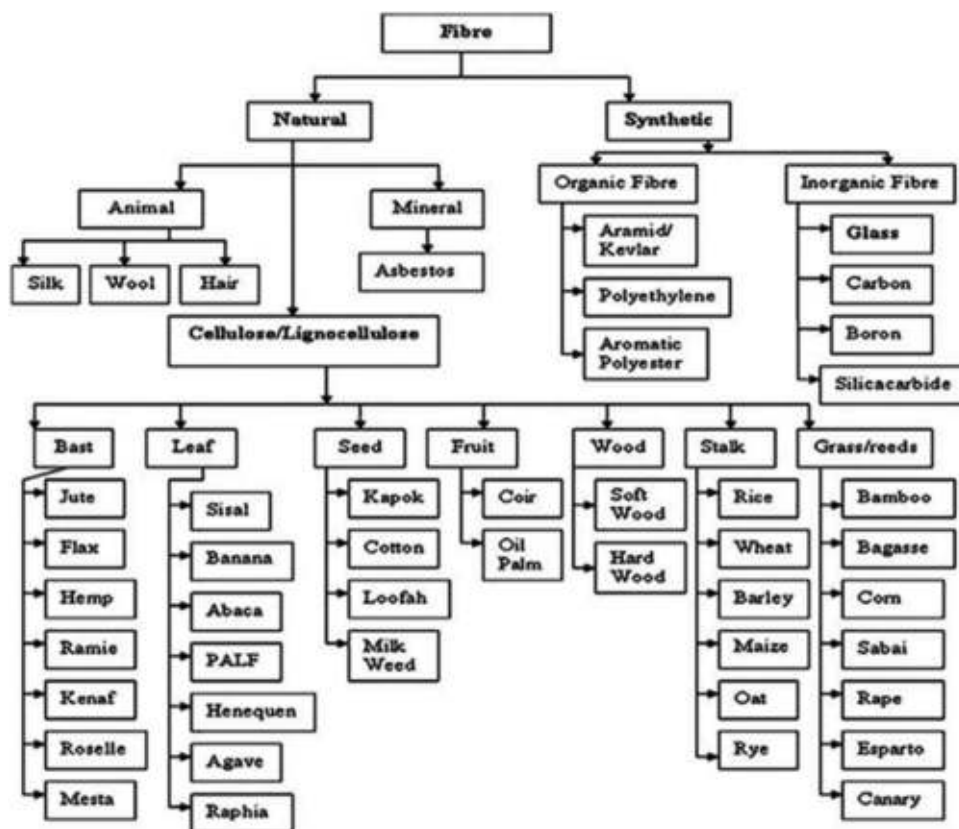 Fibre
Natural
Synthetic
Animal
Mineral
Organic Fibre
Inorganic Fibre
Silk
Wool
Hair
Asbestos
Aramid/
Kevlar
Polyethylene
Aromatic
Polyester
Glass
Carbon
Boron
Silicacarbide
Cellulose/Lignocellulose
Bast
Leaf
Seed
Fruit
Wood
Stalk
Grass/reeds
Jute
Flax
Hemp
Ramie
Kenaf
Roselle
Mesta
Sisal
Banana
Abaca
PALF
Henequen
Agave
Raphia
Kapok
Cotton
Loofah
Milk
Weed
Coir
Oil
Palm
Soft
Wood
Hard
Wood
Rice
Wheat
Barley
Maize
Oat
Rye
Bamboo
Bagasse
Corn
Sabai
Rape
Esparto
Canary